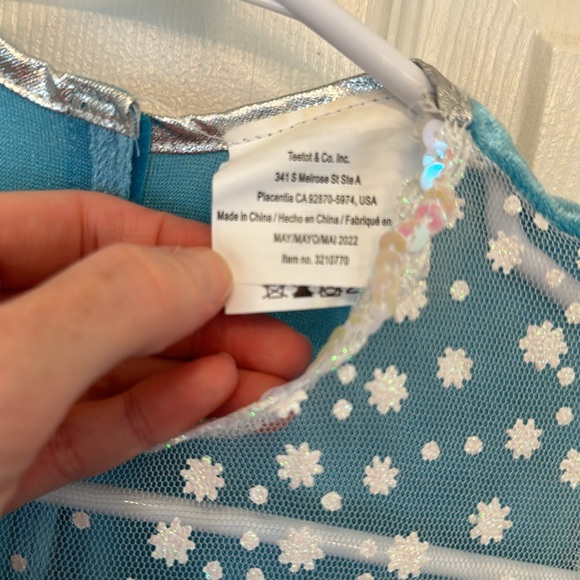 Teetot & Co. Inc.
341 S Melrose St Ste A
Placentia CA 92870-5974, USA
Made in China / Hecho en China / Fabriqué en
MAY/MAYO/MAI 2022
Item no. 3210770